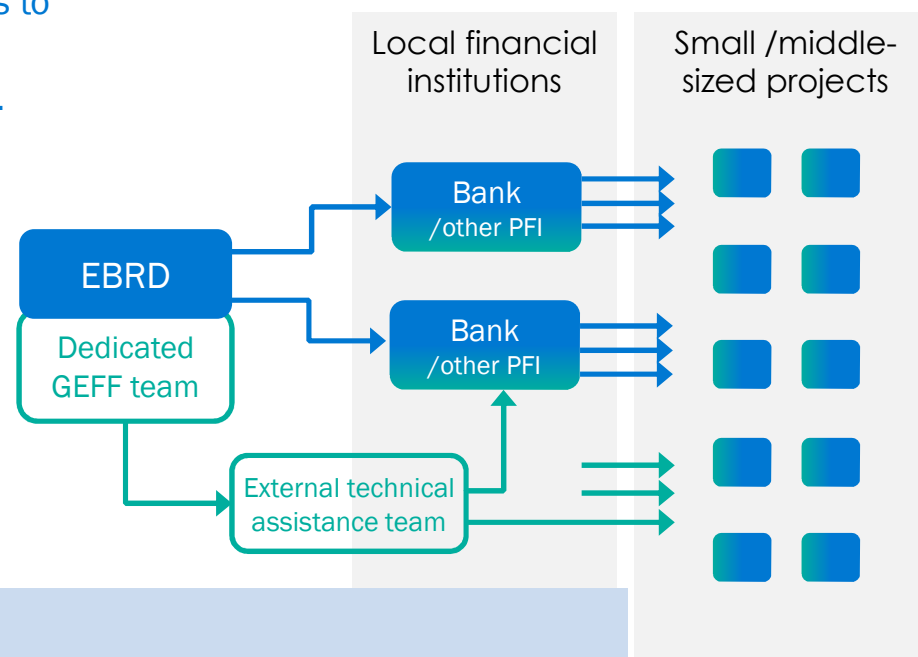 s to
.
Local financial
institutions
Small /middle-
sized projects
Bank
/other PFI
EBRD
Dedicated
GEFF team
Bank
/other PFI
External technical
assistance team